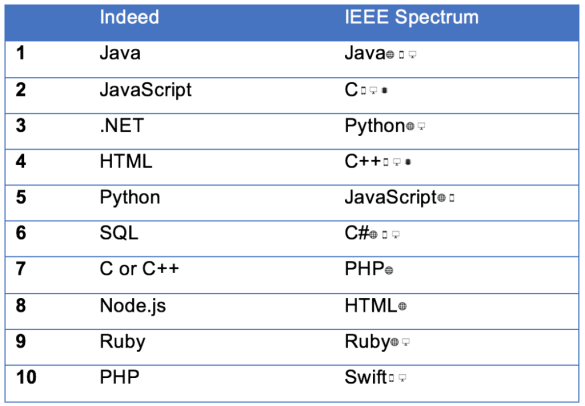 Indeed IEEE Spectrum
1 Java Java
2 JavaScript C
3 .NET Python
4 HTML C++
5 Python JavaScript
6 SQL C#
7 C or C++ PHP
8 Node.js HTML
9 Ruby Ruby
10 PHP Swift